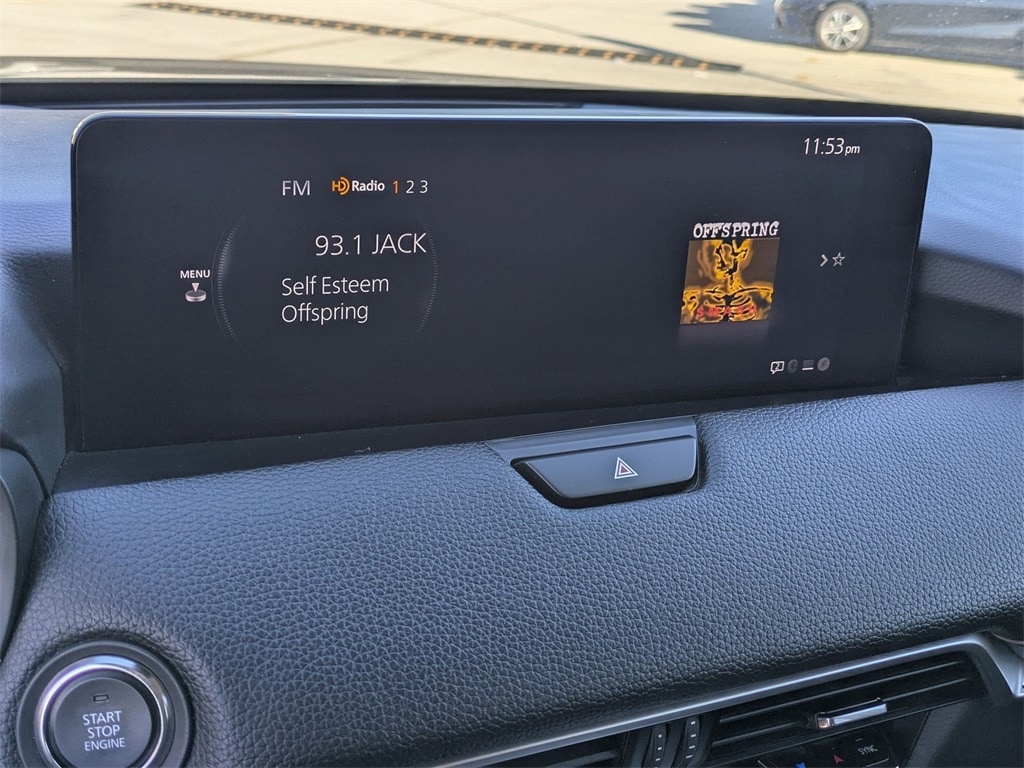 11:53pm
FM HD Radio 1 2 3
93.1 JACK
MENU
Self Esteem
Offspring
OFFSPRING
SMASH
START
STOP
ENGINE
SYNC